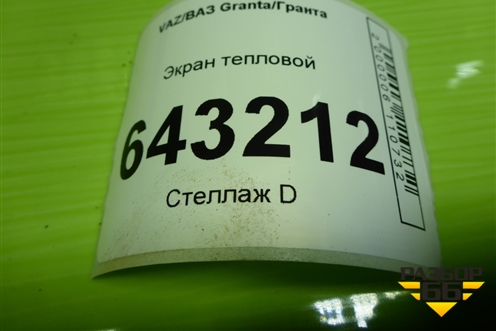 VAZ/ВАЗ Granta/Гранта
Экран тепловой
643212
Стеллаж D
2000006110732
РАЗБОР
66